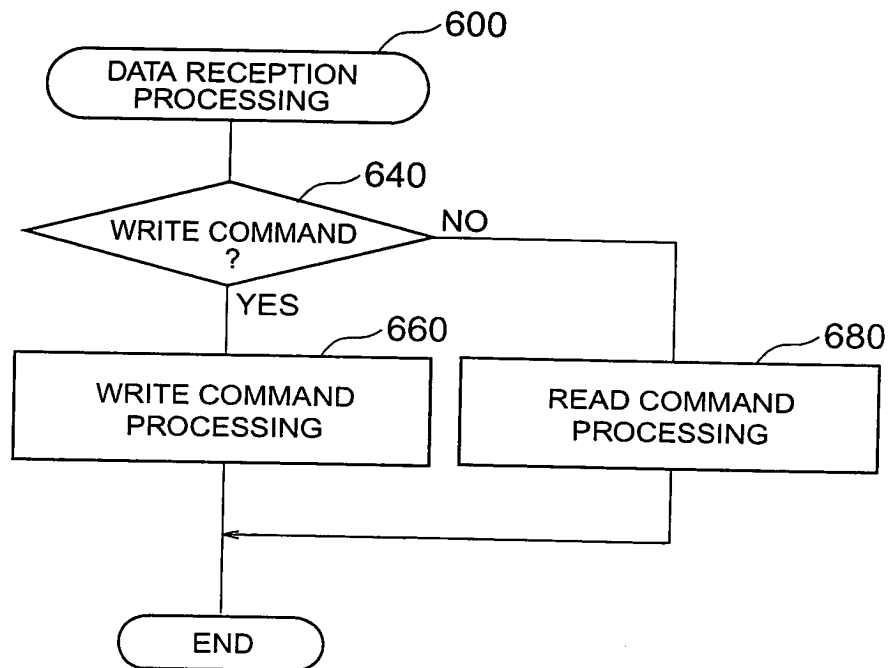 600
DATA RECEPTION
PROCESSING
640
WRITE COMMAND
?
NO
YES
660
WRITE COMMAND
PROCESSING
680
READ COMMAND
PROCESSING
END